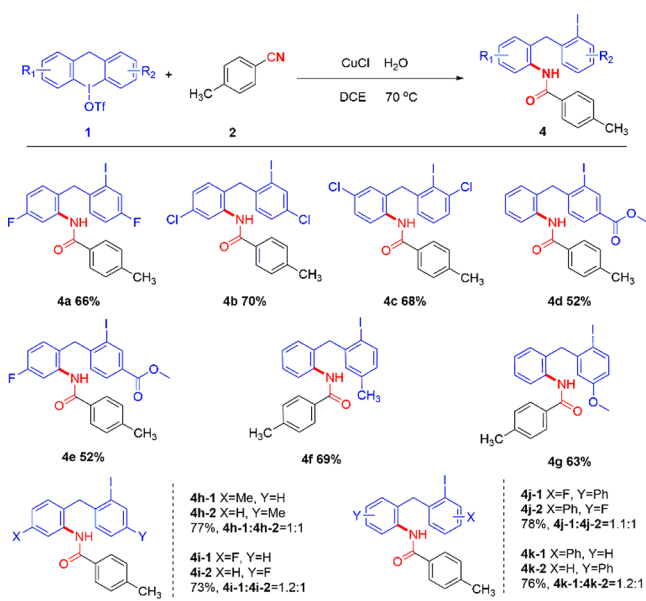 I
CN
R₁ I R₂ + CuCl H₂O R₁ R₂
NH
OTf CH₃ DCE 70 °C O
CH₃
1 2 4
I I I Cl I
F NH F Cl NH Cl Cl NH NH O
O O O O O
CH₃ CH₃ CH₃ CH₃
4a 66% 4b 70% 4c 68% 4d 52%
I I I
F NH O NH NH
O O O CH₃ O O
CH₃ CH₃ CH₃
4e 52% 4f 69% 4g 63%
I
X NH Y
O
CH₃
4h-1 X=Me, Y=H
4h-2 X=H, Y=Me
77%, 4h-1:4h-2=1:1
4i-1 X=F, Y=H
4i-2 X=H, Y=F
73%, 4i-1:4i-2=1.2:1
I
Y NH X
O
CH₃
4j-1 X=F, Y=Ph
4j-2 X=Ph, Y=F
78%, 4j-1:4j-2=1.1:1
4k-1 X=Ph, Y=H
4k-2 X=H, Y=Ph
76%, 4k-1:4k-2=1.2:1